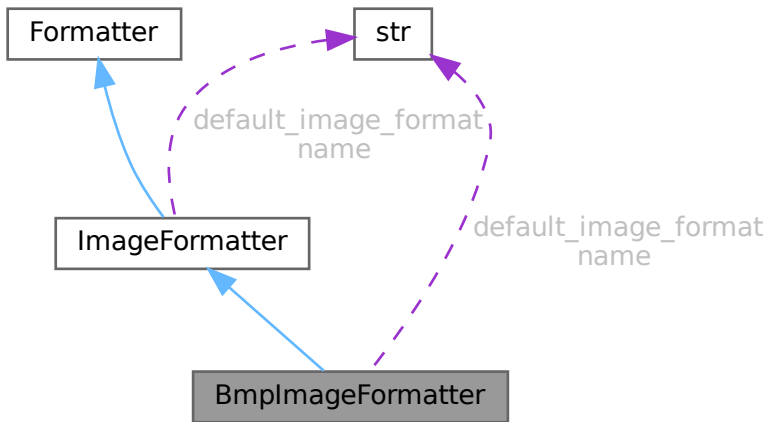 Formatter
str
default_image_format
name
ImageFormatter
default_image_format
name
BmpImageFormatter